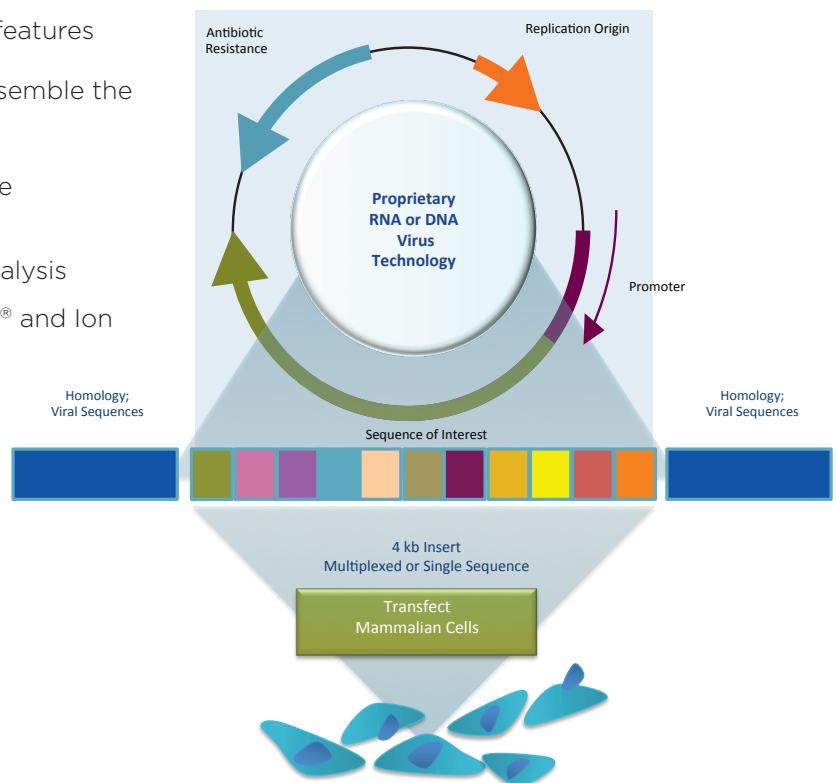 features
semble the
e
alysis
® and Ion
Antibiotic
Resistance
Replication Origin
Proprietary
RNA or DNA
Virus
Technology
Promoter
Homology;
Viral Sequences
Homology;
Viral Sequences
Sequence of Interest
4 kb Insert
Multiplexed or Single Sequence
Transfect
Mammalian Cells